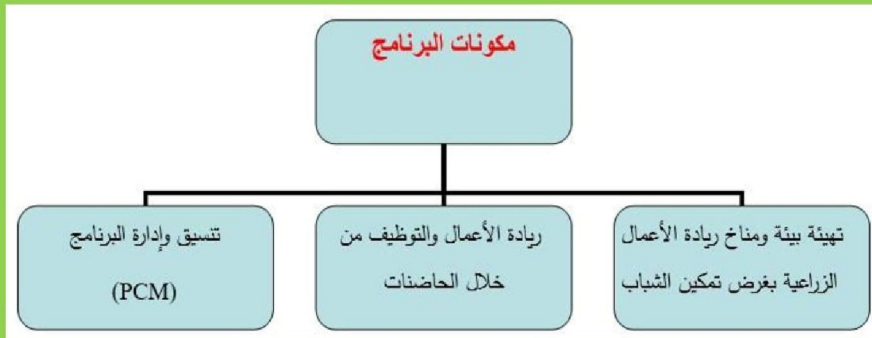 مكونات البرنامج
تهيئة بيئة ومناخ ريادة الأعمال
الزراعية بغرض تمكين الشباب
ريادة الأعمال والتوظيف من
خلال الحاضنات
تنسيق وإدارة البرنامج
(PCM)